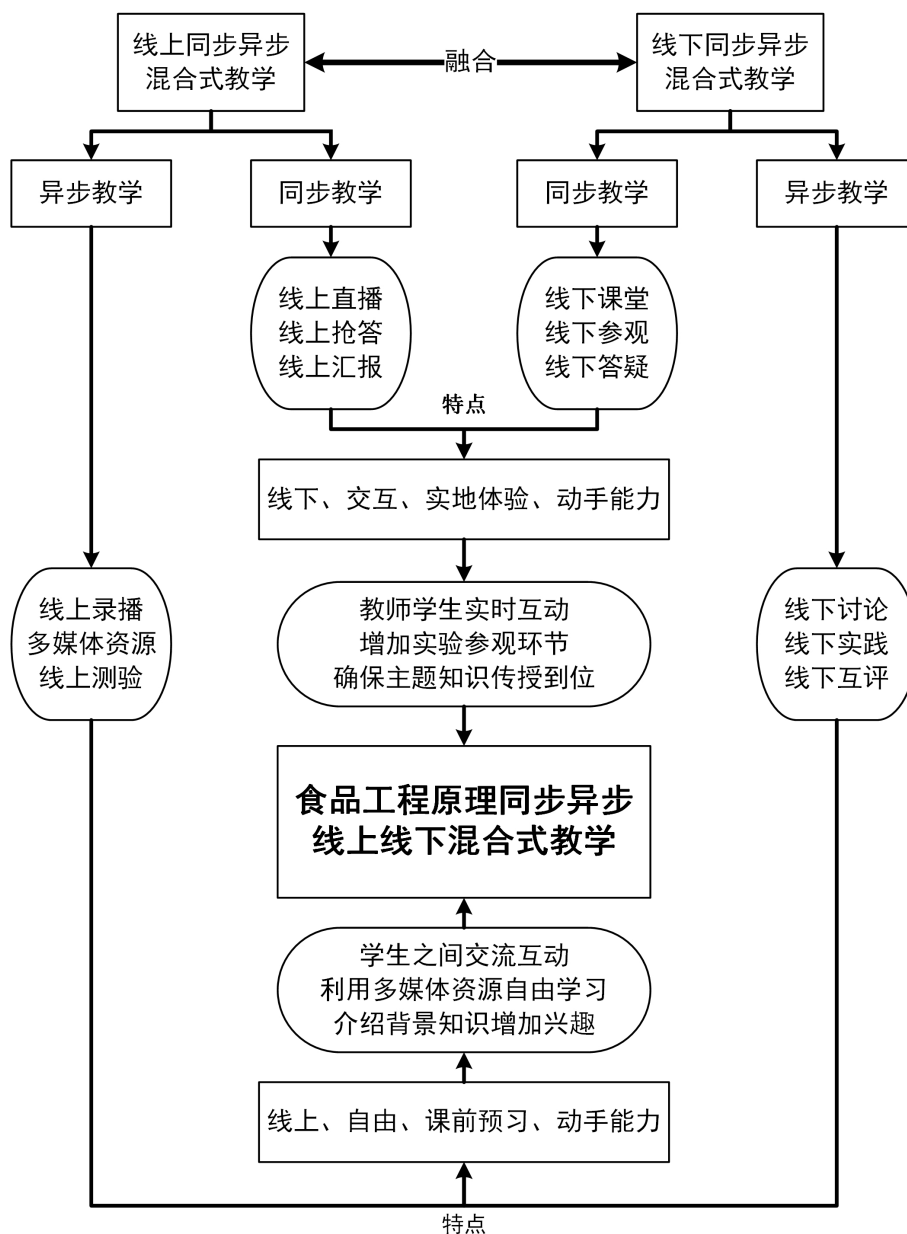 线上同步异步
混合式教学
融合
线下同步异步
混合式教学
异步教学
同步教学
同步教学
异步教学
线上直播
线上抢答
线上汇报
线下课堂
线下参观
线下答疑
特点
线下、交互、实地体验、动手能力
线上录播
多媒体资源
线上测验
教师学生实时互动
增加实验参观环节
确保主题知识传授到位
线下讨论
线下实践
线下互评
食品工程原理同步异步
线上线下混合式教学
学生之间交流互动
利用多媒体资源自由学习
介绍背景知识增加兴趣
线上、自由、课前预习、动手能力
特点